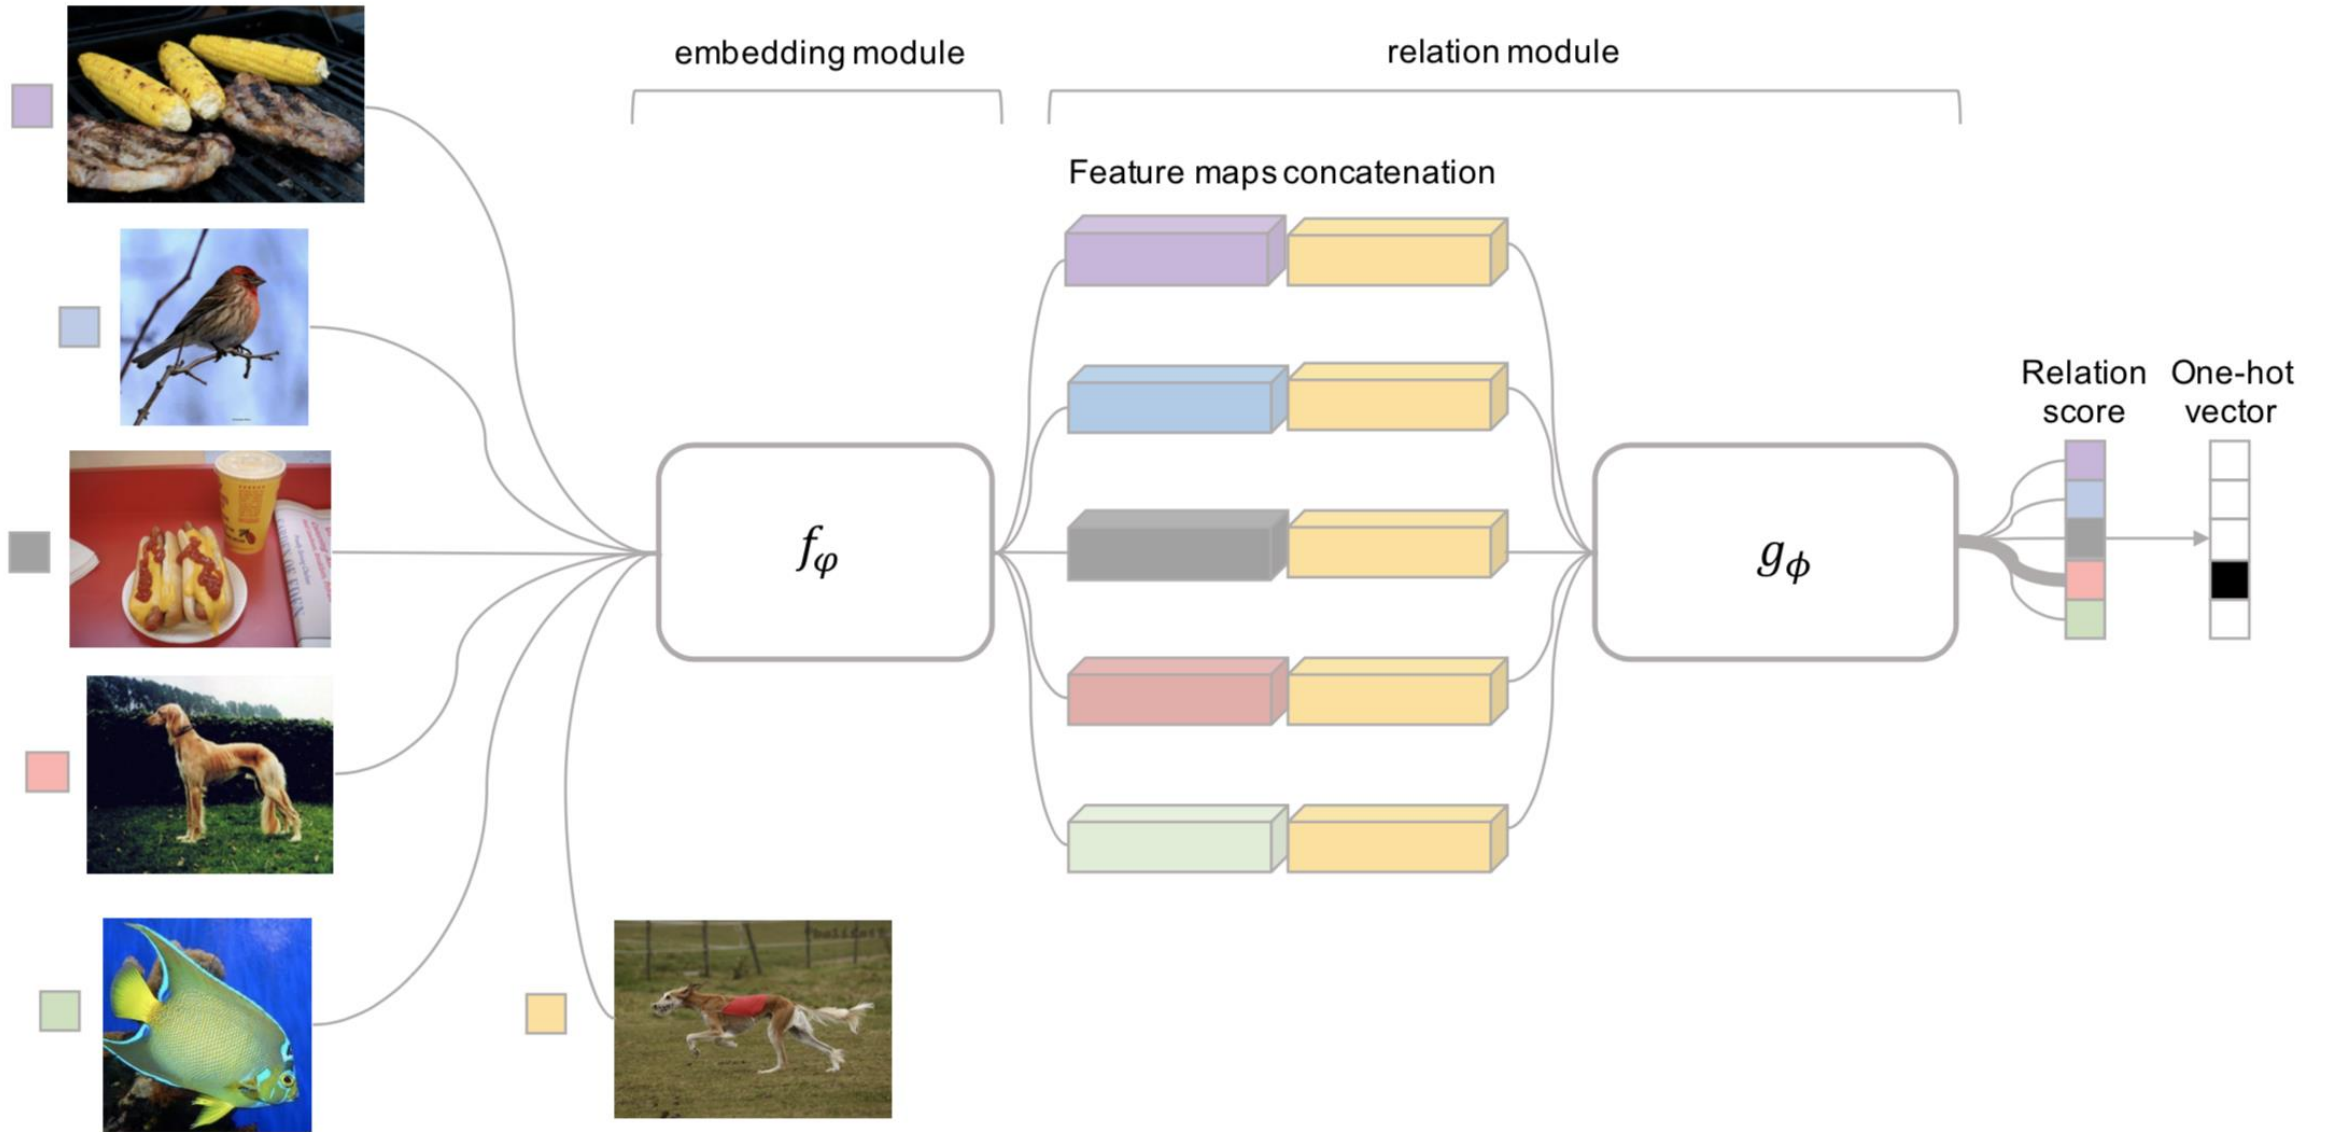 embedding module
relation module
Feature maps concatenation
fφ
gϕ
Relation
score
One-hot
vector